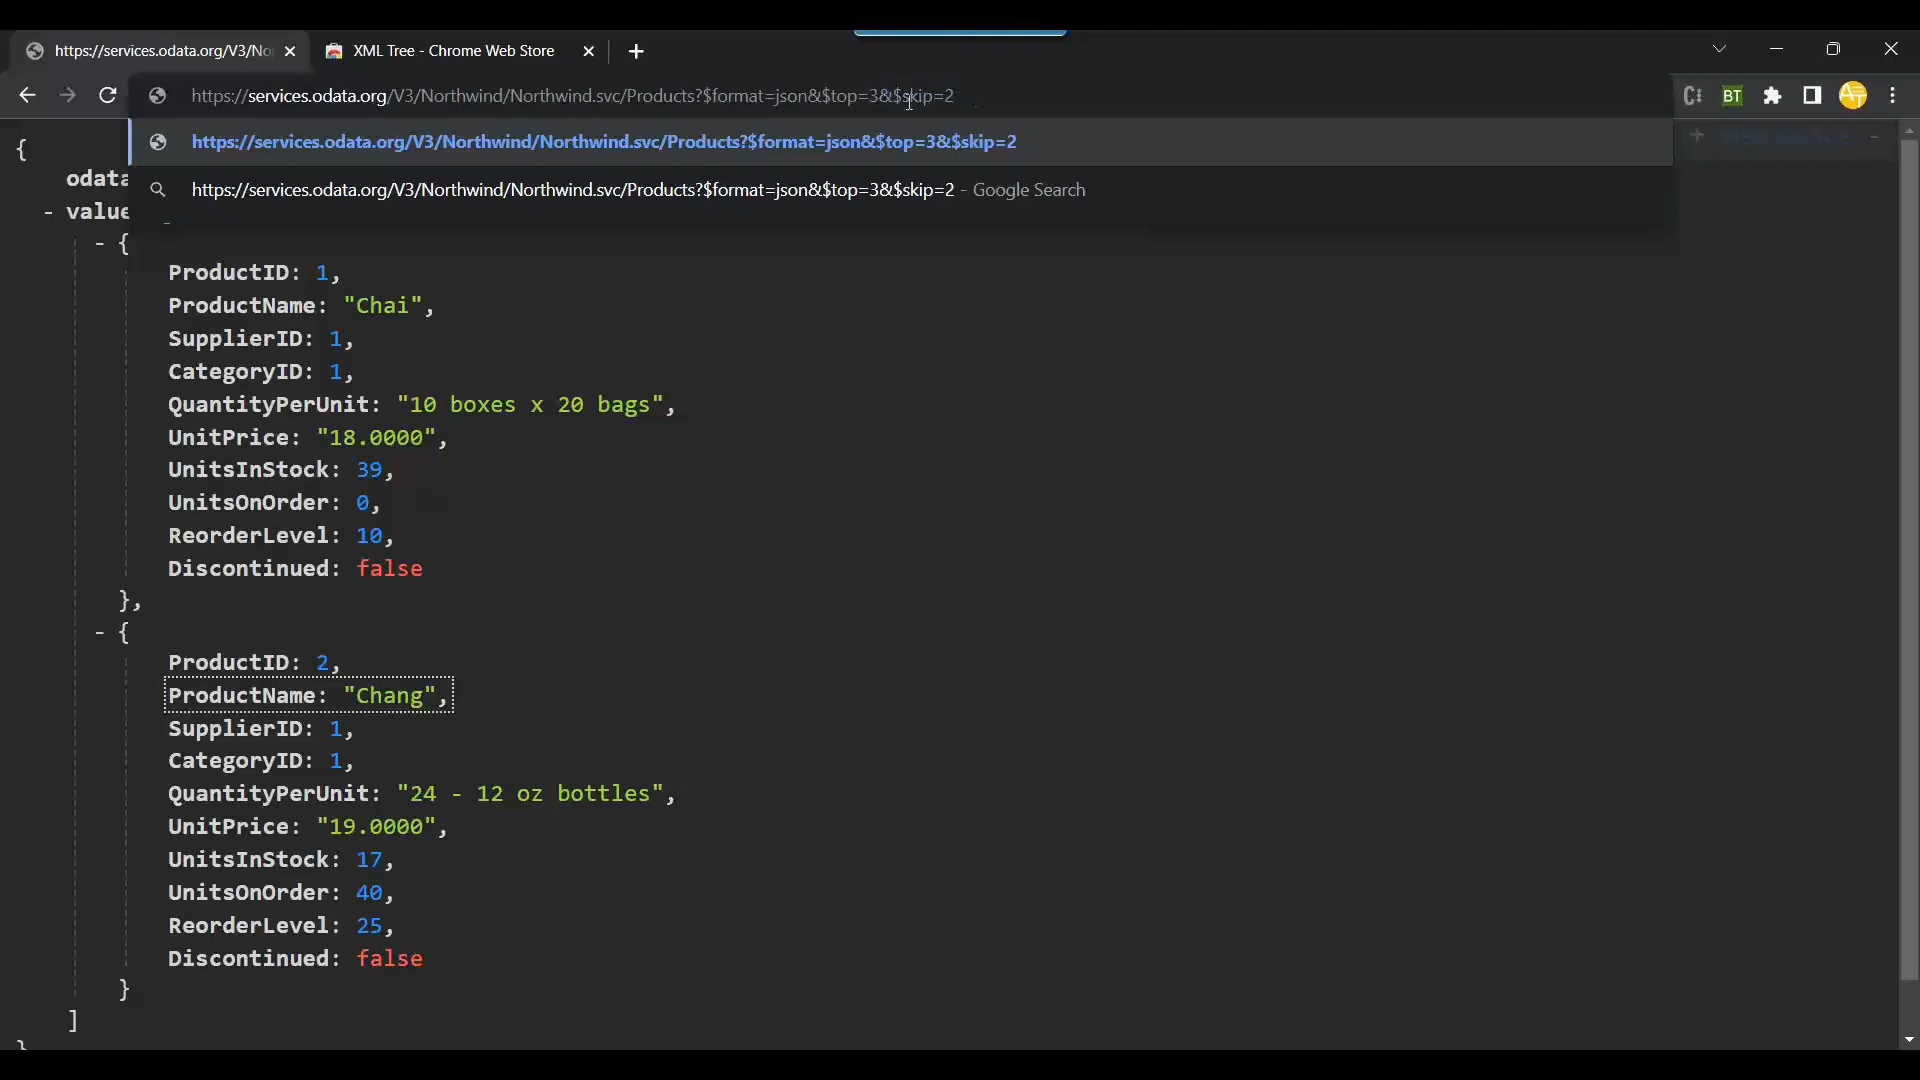 https://services.odata.org/V3/No
XML Tree - Chrome Web Store
https://services.odata.org/V3/Northwind/Northwind.svc/Products?$format=json&$top=3&$skip=2
BT
https://services.odata.org/V3/Northwind/Northwind.svc/Products?$format=json&$top=3&$skip=2
https://services.odata.org/V3/Northwind/Northwind.svc/Products?$format=json&$top=3&$skip=2 - Google Search
{
odata
- value
- {
ProductID: 1,
ProductName: "Chai",
SupplierID: 1,
CategoryID: 1,
QuantityPerUnit: "10 boxes x 20 bags",
UnitPrice: "18.0000",
UnitsInStock: 39,
UnitsOnOrder: 0,
ReorderLevel: 10,
Discontinued: false
},
- {
ProductID: 2,
ProductName: "Chang",
SupplierID: 1,
CategoryID: 1,
QuantityPerUnit: "24 - 12 oz bottles",
UnitPrice: "19.0000",
UnitsInStock: 17,
UnitsOnOrder: 40,
ReorderLevel: 25,
Discontinued: false
}
]
}